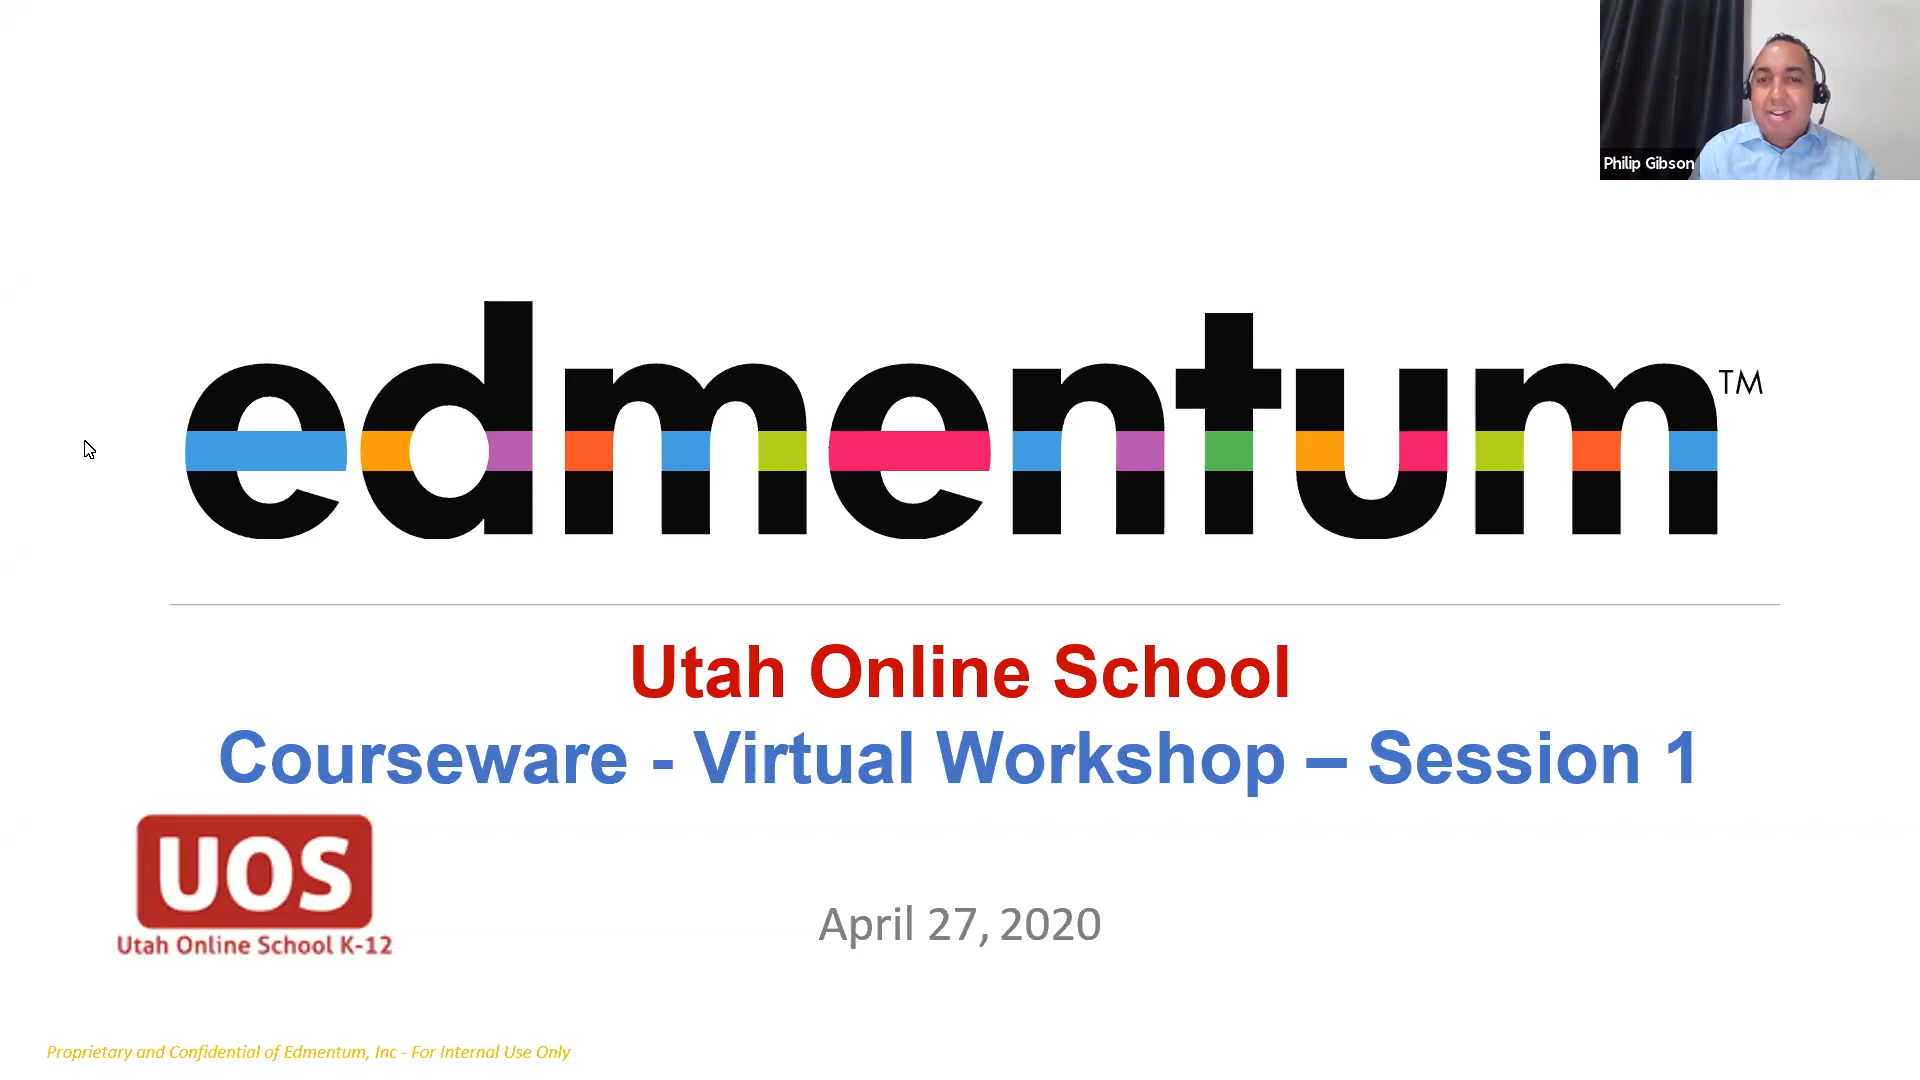 Philip Gibson
edmentum™
Utah Online School
Courseware - Virtual Workshop – Session 1
UOS
Utah Online School K-12
April 27, 2020
Proprietary and Confidential of Edmentum, Inc - For Internal Use Only